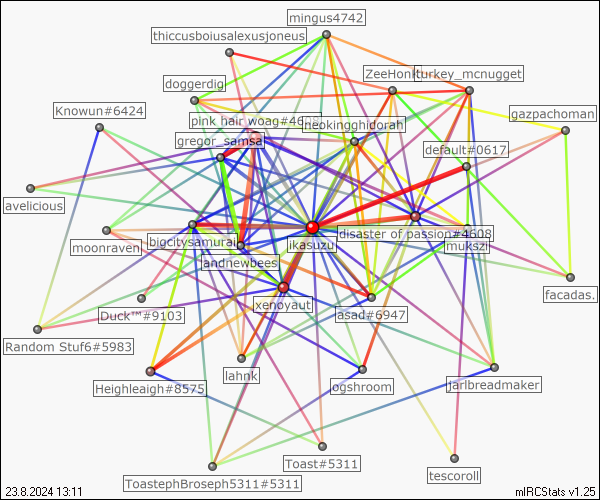 mingus4742
thiccusboiusalexusjoneus
ZeeHonk
turkey_mcnugget
doggerdig
Knowun#6424
gazpachoman
pink hair woag#4608
neokingghidorah
gregor_samsa
default#0617
avelicious
disaster of passion#4608
moonraven
bigcitysamurai
ikasuzu
mukszi
andnewbees
facadas.
xenoyaut
Duck™#9103
asad#6947
Random Stuf6#5983
lahnk
Heighleaigh#8575
ogshroom
jarlbreadmaker
Toast#5311
tescoroll
ToastephBroseph5311#5311
23.8.2024 13:11
mIRCStats v1.25